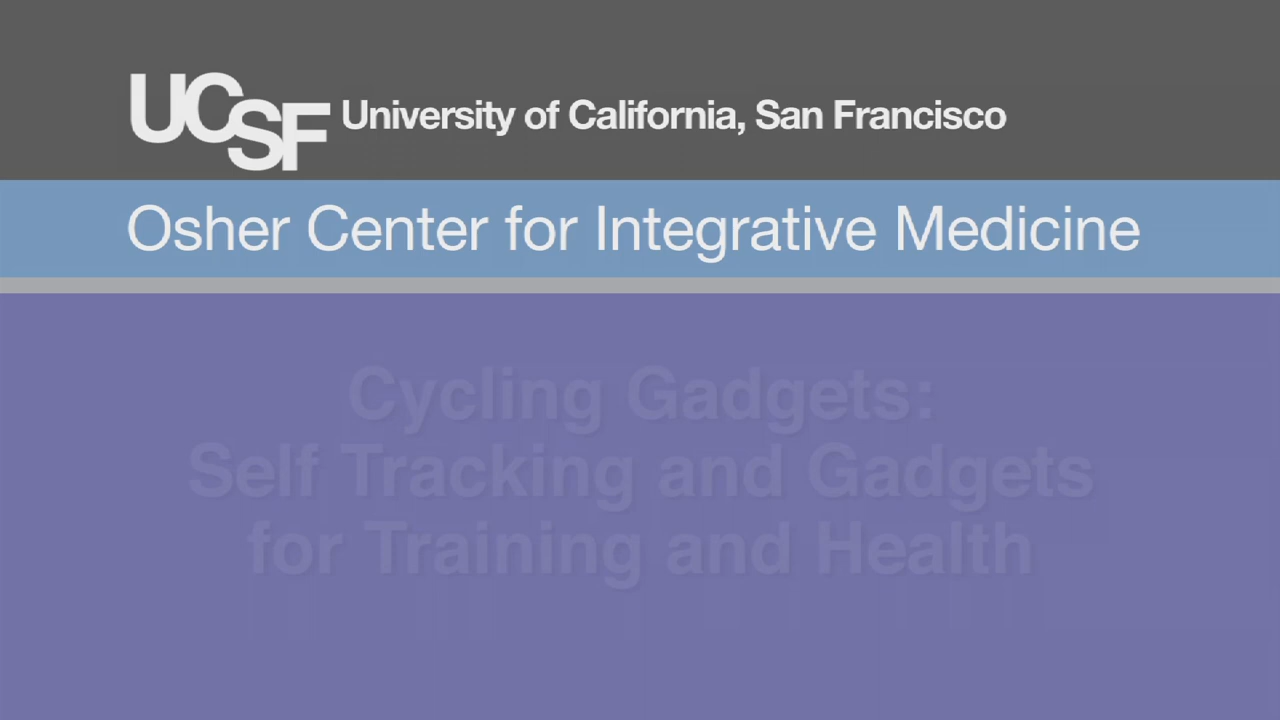 UCSF University of California, San Francisco
Osher Center for Integrative Medicine
Cycling Gadgets:
Self Tracking and Gadgets
for Training and Health